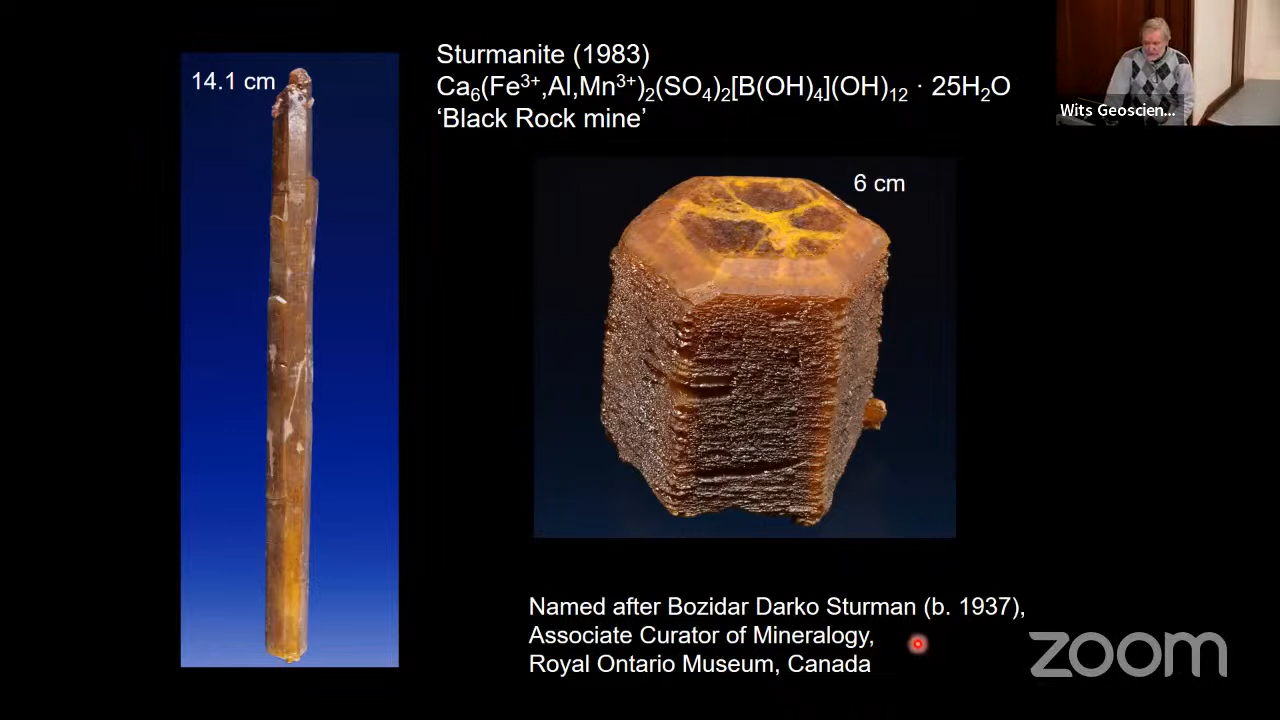 14.1 cm
Sturmanite (1983)
Ca₆(Fe³⁺,Al,Mn³⁺)₂(SO₄)₂[B(OH)₄](OH)₁₂ · 25H₂O
‘Black Rock mine’
6 cm
Named after Bozidar Darko Sturman (b. 1937),
Associate Curator of Mineralogy,
Royal Ontario Museum, Canada
Wits Geoscien...
zoom